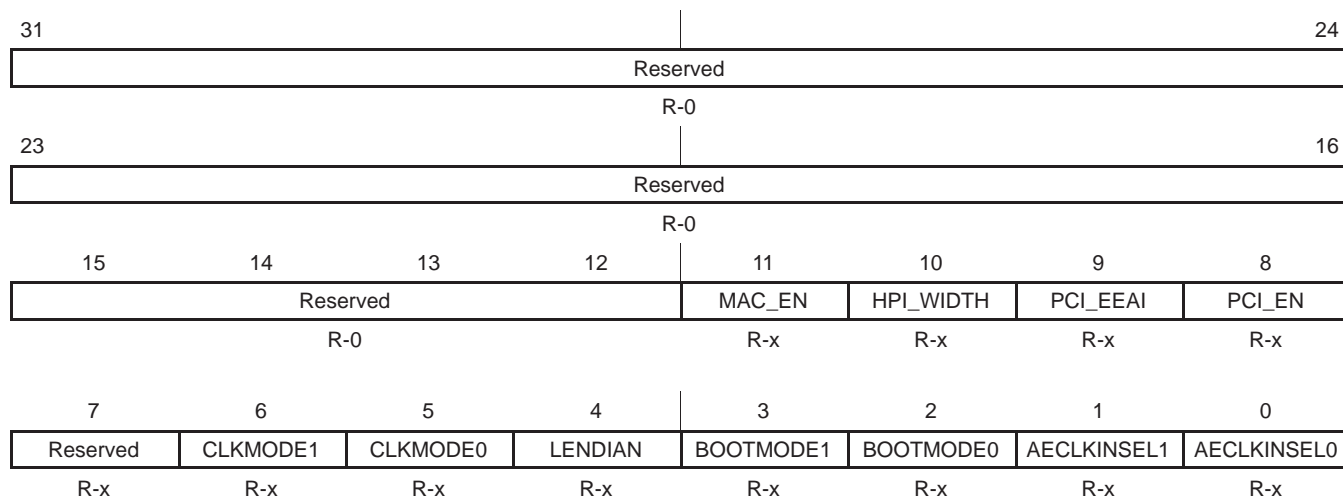 31 24
Reserved
R-0
23 16
Reserved
R-0
15 14 13 12 11 10 9 8
Reserved MAC_EN HPI_WIDTH PCI_EEAI PCI_EN
R-0 R-x R-x R-x R-x
7 6 5 4 3 2 1 0
Reserved CLKMODE1 CLKMODE0 LENDIAN BOOTMODE1 BOOTMODE0 AECLKINSEL1 AECLKINSEL0
R-x R-x R-x R-x R-x R-x R-x R-x